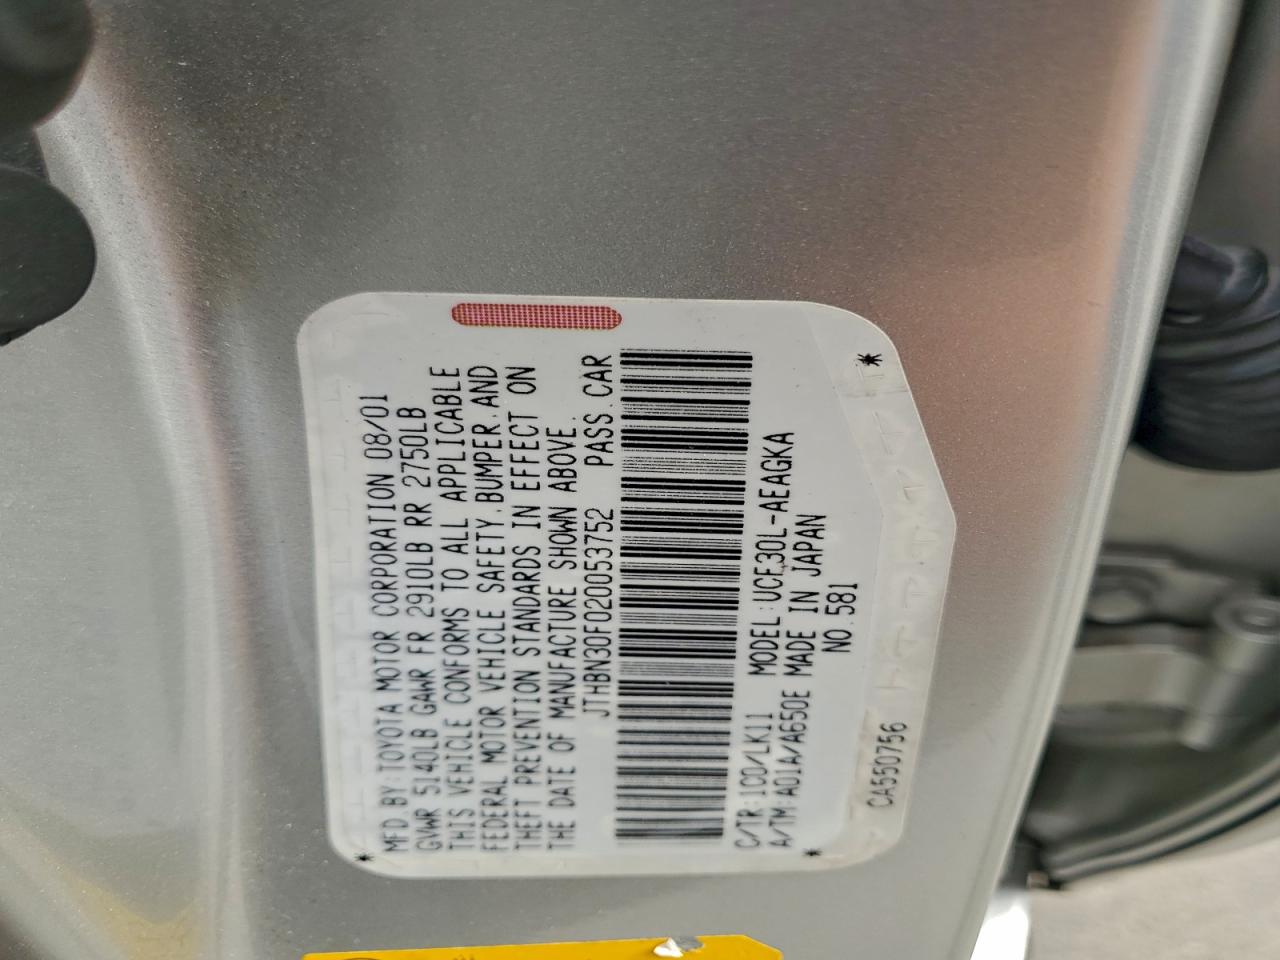 MFD BY:TOYOTA MOTOR CORPORATION 08/01
GVWR 5140LB GAWR FR 2910LB RR 2750LB
THIS VEHICLE CONFORMS TO ALL APPLICABLE
FEDERAL MOTOR VEHICLE SAFETY,BUMPER,AND
THEFT PREVENTION STANDARDS IN EFFECT ON
THE DATE OF MANUFACTURE SHOWN ABOVE.
JTHBN30F020053752 PASS.CAR
C/TR:1C0/LK11 MODEL:UCF30L-AEAGKA
A/TM:A01A/A650E MADE IN JAPAN
NO.581
CA550756